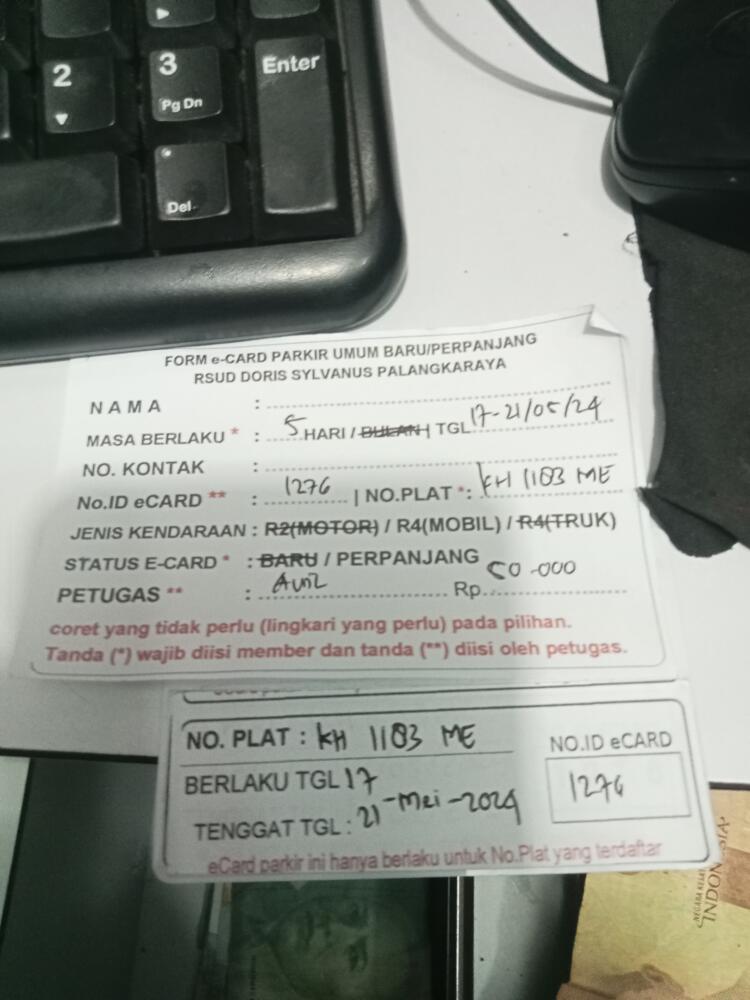 2
3
Pg Dn
Enter
Del
FORM e-CARD PARKIR UMUM BARU/PERPANJANG
RSUD DORIS SYLVANUS PALANGKARAYA
NAMA :
MASA BERLAKU * : 5 HARI / BULAN | TGL 17-21/05/24
NO. KONTAK :
No.ID eCARD ** : 1276 | NO.PLAT *: KH 1183 ME
JENIS KENDARAAN : R2(MOTOR) / R4(MOBIL) / R4(TRUK)
STATUS E-CARD * : BARU / PERPANJANG
PETUGAS ** : Rp. 50.000
coret yang tidak perlu (lingkari yang perlu) pada pilihan.
Tanda (*) wajib diisi member dan tanda (**) diisi oleh petugas.
NO. PLAT : KH 1183 ME
NO.ID eCARD
1276
BERLAKU TGL 17
TENGGAT TGL : 21-Mei-2024
eCard parkir ini hanya berlaku untuk No.Plat yang terdaftar